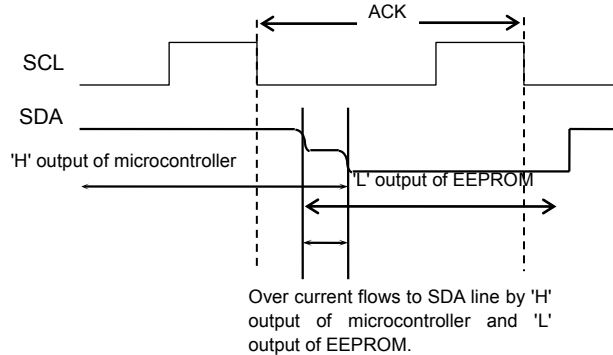 ACK
SCL
SDA
'H' output of microcontroller
'L' output of EEPROM
Over current flows to SDA line by 'H'
output of microcontroller and 'L'
output of EEPROM.